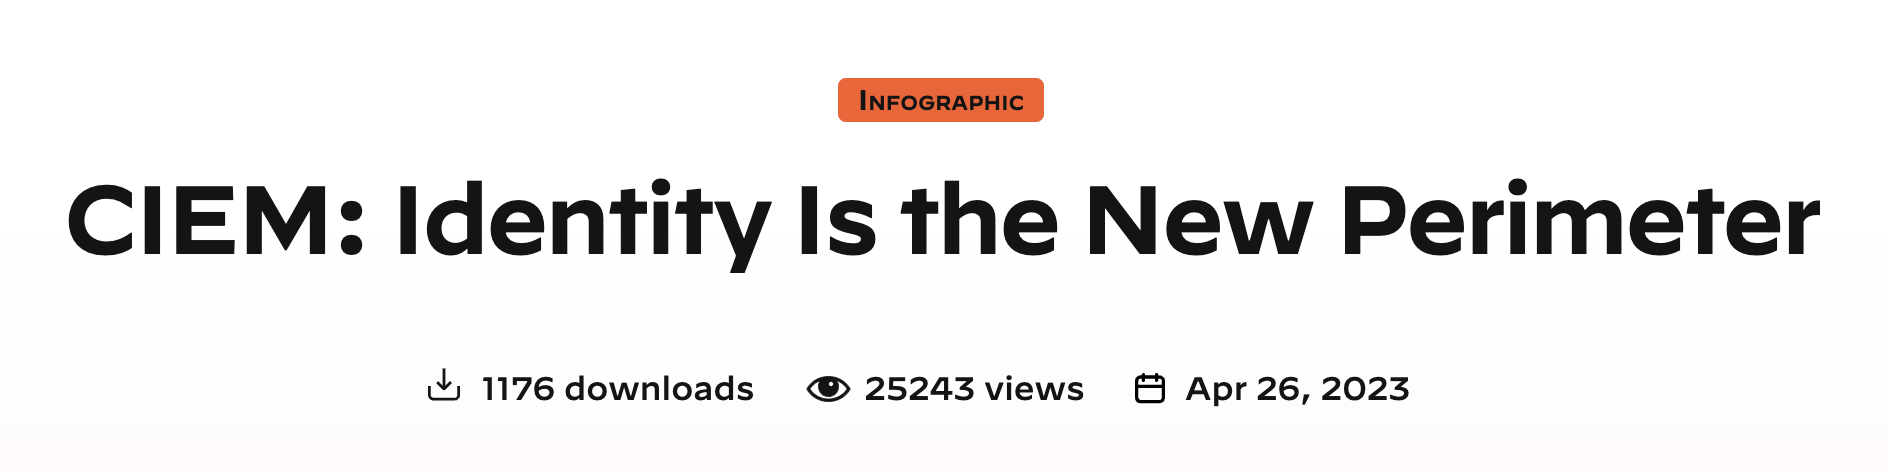 Infographic
CIEM: Identity Is the New Perimeter
1176 downloads 25243 views Apr 26, 2023